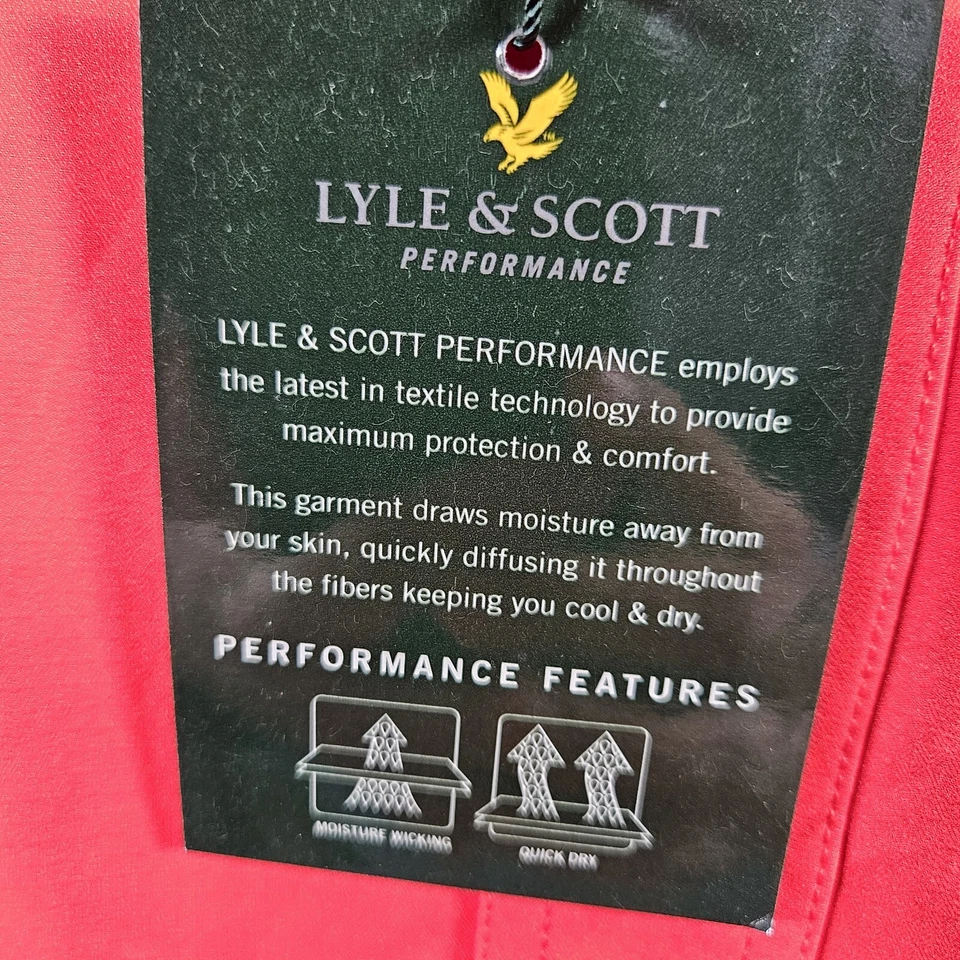 LYLE & SCOTT
PERFORMANCE
LYLE & SCOTT PERFORMANCE employs
the latest in textile technology to provide
maximum protection & comfort.
This garment draws moisture away from
your skin, quickly diffusing it throughout
the fibers keeping you cool & dry.
PERFORMANCE FEATURES
MOISTURE WICKING
QUICK DRY